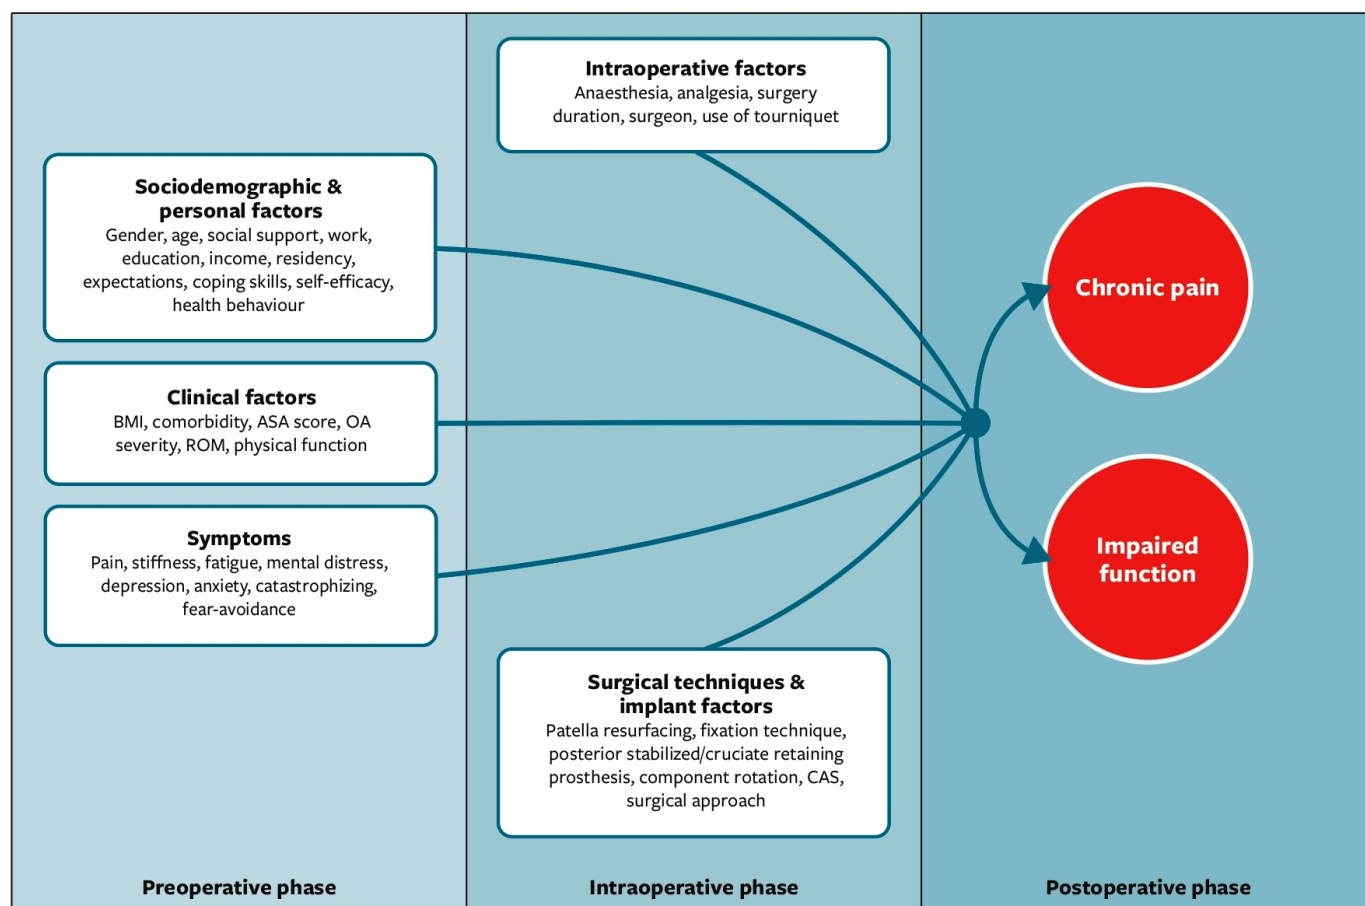 Intraoperative factors
Anaesthesia, analgesia, surgery
duration, surgeon, use of tourniquet
Sociodemographic &
personal factors
Gender, age, social support, work,
education, income, residency,
expectations, coping skills, self-efficacy,
health behaviour
Clinical factors
BMI, comorbidity, ASA score, OA
severity, ROM, physical function
Symptoms
Pain, stiffness, fatigue, mental distress,
depression, anxiety, catastrophizing,
fear-avoidance
Surgical techniques &
implant factors
Patella resurfacing, fixation technique,
posterior stabilized/cruciate retaining
prosthesis, component rotation, CAS,
surgical approach
Chronic pain
Impaired
function
Preoperative phase
Intraoperative phase
Postoperative phase